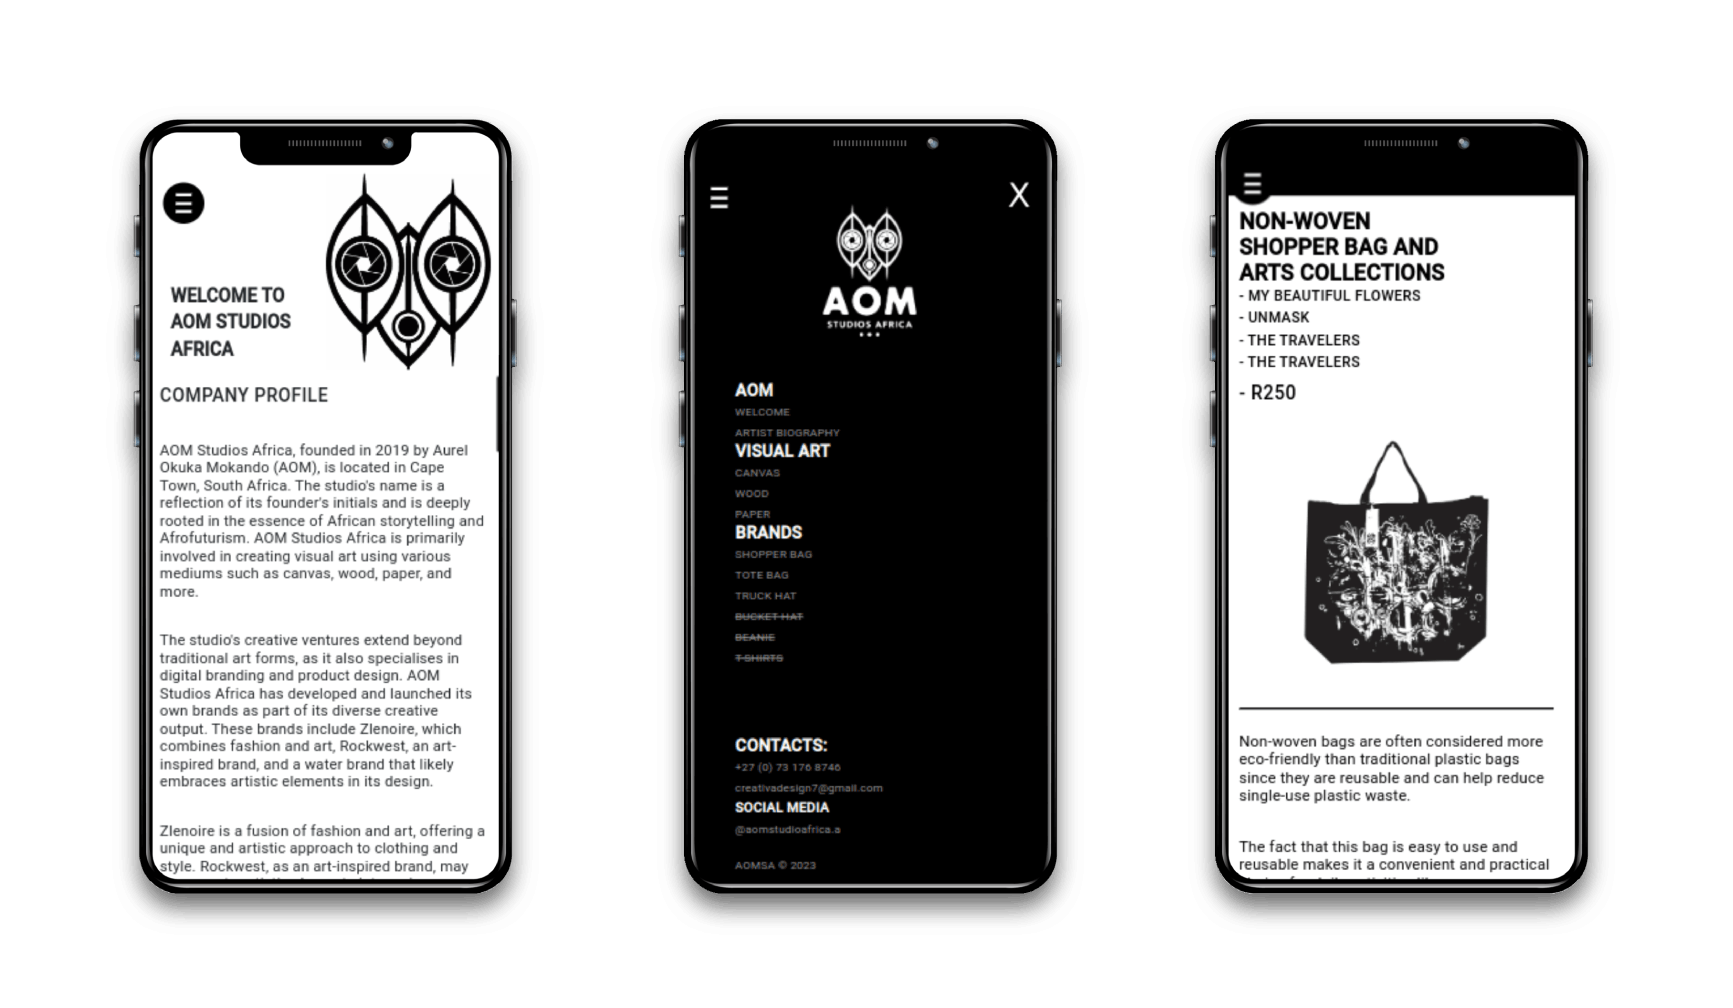 WELCOME TO
AOM STUDIOS
AFRICA
COMPANY PROFILE
AOM Studios Africa, founded in 2019 by Aurel
Okuka Mokando (AOM), is located in Cape
Town, South Africa. The studio's name is a
reflection of its founder's initials and is deeply
rooted in the essence of African storytelling and
Afrofuturism. AOM Studios Africa is primarily
involved in creating visual art using various
mediums such as canvas, wood, paper, and
more.
The studio's creative ventures extend beyond
traditional art forms, as it also specialises in
digital branding and product design. AOM
Studios Africa has developed and launched its
own brands as part of its diverse creative
output. These brands include Zlenoire, which
combines fashion and art, Rockwest, an art-
inspired brand, and a water brand that likely
embraces artistic elements in its design.
Zlenoire is a fusion of fashion and art, offering a
unique and artistic approach to clothing and
style. Rockwest, as an art-inspired brand, may
X
AOM
STUDIOS AFRICA
AOM
WELCOME
ARTIST BIOGRAPHY
VISUAL ART
CANVAS
WOOD
PAPER
BRANDS
SHOPPER BAG
TOTE BAG
TRUCK HAT
BUCKET HAT
BEANIE
T-SHIRTS
CONTACTS:
+27 (0) 73 176 8746
creativadesign7@gmail.com
SOCIAL MEDIA
@aomstudioafrica.a
AOMSA © 2023
NON-WOVEN
SHOPPER BAG AND
ARTS COLLECTIONS
- MY BEAUTIFUL FLOWERS
- UNMASK
- THE TRAVELERS
- THE TRAVELERS
- R250
Non-woven bags are often considered more
eco-friendly than traditional plastic bags
since they are reusable and can help reduce
single-use plastic waste.
The fact that this bag is easy to use and
reusable makes it a convenient and practical